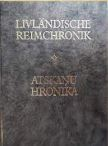 LIVLÄNDISCHE
REIMCHRONIK
ATSKAŅU
HRONIKA